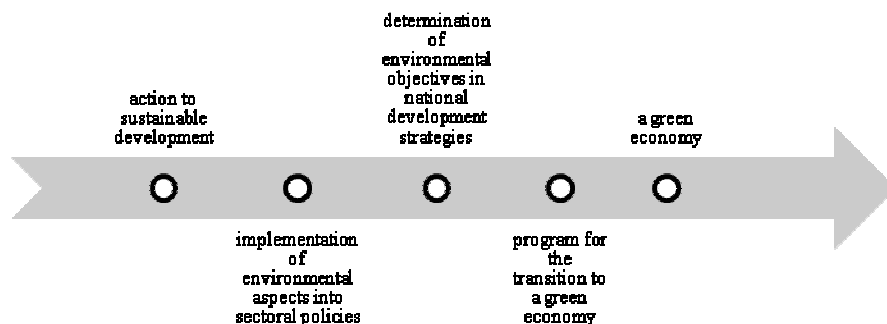 action to
sustainable
development
implementation
of
environmental
aspects into
sectoral policies
determination
of
environmental
objectives in
national
development
strategies
program for
the
transition to
a green
economy
a green
economy